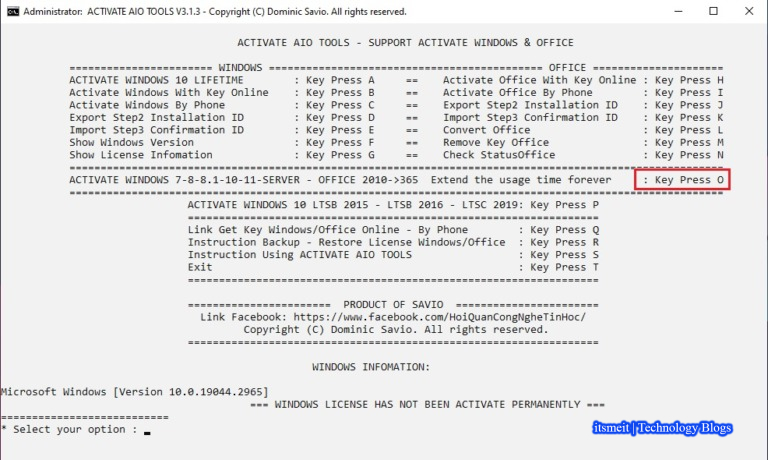 Administrator:  ACTIVATE AIO TOOLS V3.1.3 - Copyright (C) Dominic Savio. All rights reserved.
ACTIVATE AIO TOOLS - SUPPORT ACTIVATE WINDOWS & OFFICE
====================== WINDOWS ========================================== OFFICE ====================
ACTIVATE WINDOWS 10 LIFETIME        : Key Press A     ==    Activate Office With Key Online : Key Press H
Activate Windows With Key Online    : Key Press B     ==    Activate Office By Phone        : Key Press I
Activate Windows By Phone           : Key Press C     ==    Export Step2 Installation ID    : Key Press J
Export Step2 Installation ID        : Key Press D     ==    Import Step3 Confirmation ID    : Key Press K
Import Step3 Confirmation ID        : Key Press E     ==    Convert Office                  : Key Press L
Show Windows Version                : Key Press F     ==    Remove Key Office               : Key Press M
Show License Infomation             : Key Press G     ==    Check StatusOffice              : Key Press N
=========================================================================================================
ACTIVATE WINDOWS 7-8-8.1-10-11-SERVER - OFFICE 2010->365  Extend the usage time forever     : Key Press O
=========================================================================================================
ACTIVATE WINDOWS 10 LTSB 2015 - LTSB 2016 - LTSC 2019: Key Press P
==================================================================
Link Get Key Windows/Office Online - By Phone        : Key Press Q
Instruction Backup - Restore License Windows/Office  : Key Press R
Instruction Using ACTIVATE AIO TOOLS                 : Key Press S
Exit                                                 : Key Press T
==================================================================
=======================  PRODUCT OF SAVIO  =======================
Link Facebook: https://www.facebook.com/HoiQuanCongNgheTinHoc/
Copyright (C) Dominic Savio. All rights reserved.
==================================================================
WINDOWS INFOMATION:
Microsoft Windows [Version 10.0.19044.2965]
=== WINDOWS LICENSE HAS NOT BEEN ACTIVATE PERMANENTLY ===
===========================
* Select your option : _
itsmeit | Technology Blogs